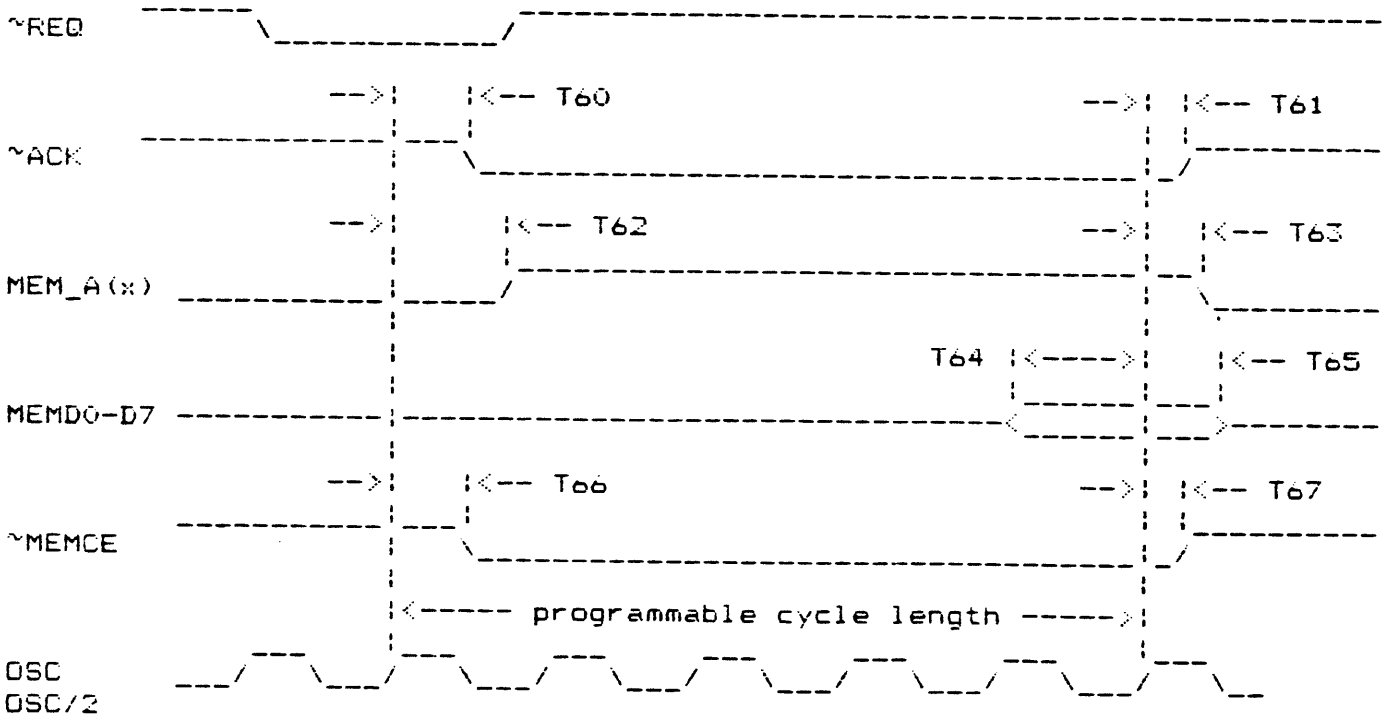 ~REQ
T60
T61
~ACK
T62
T63
MEM_A(x)
T64
T65
MEMD0-D7
T66
T67
~MEMCE
programmable cycle length
OSC
OSC/2